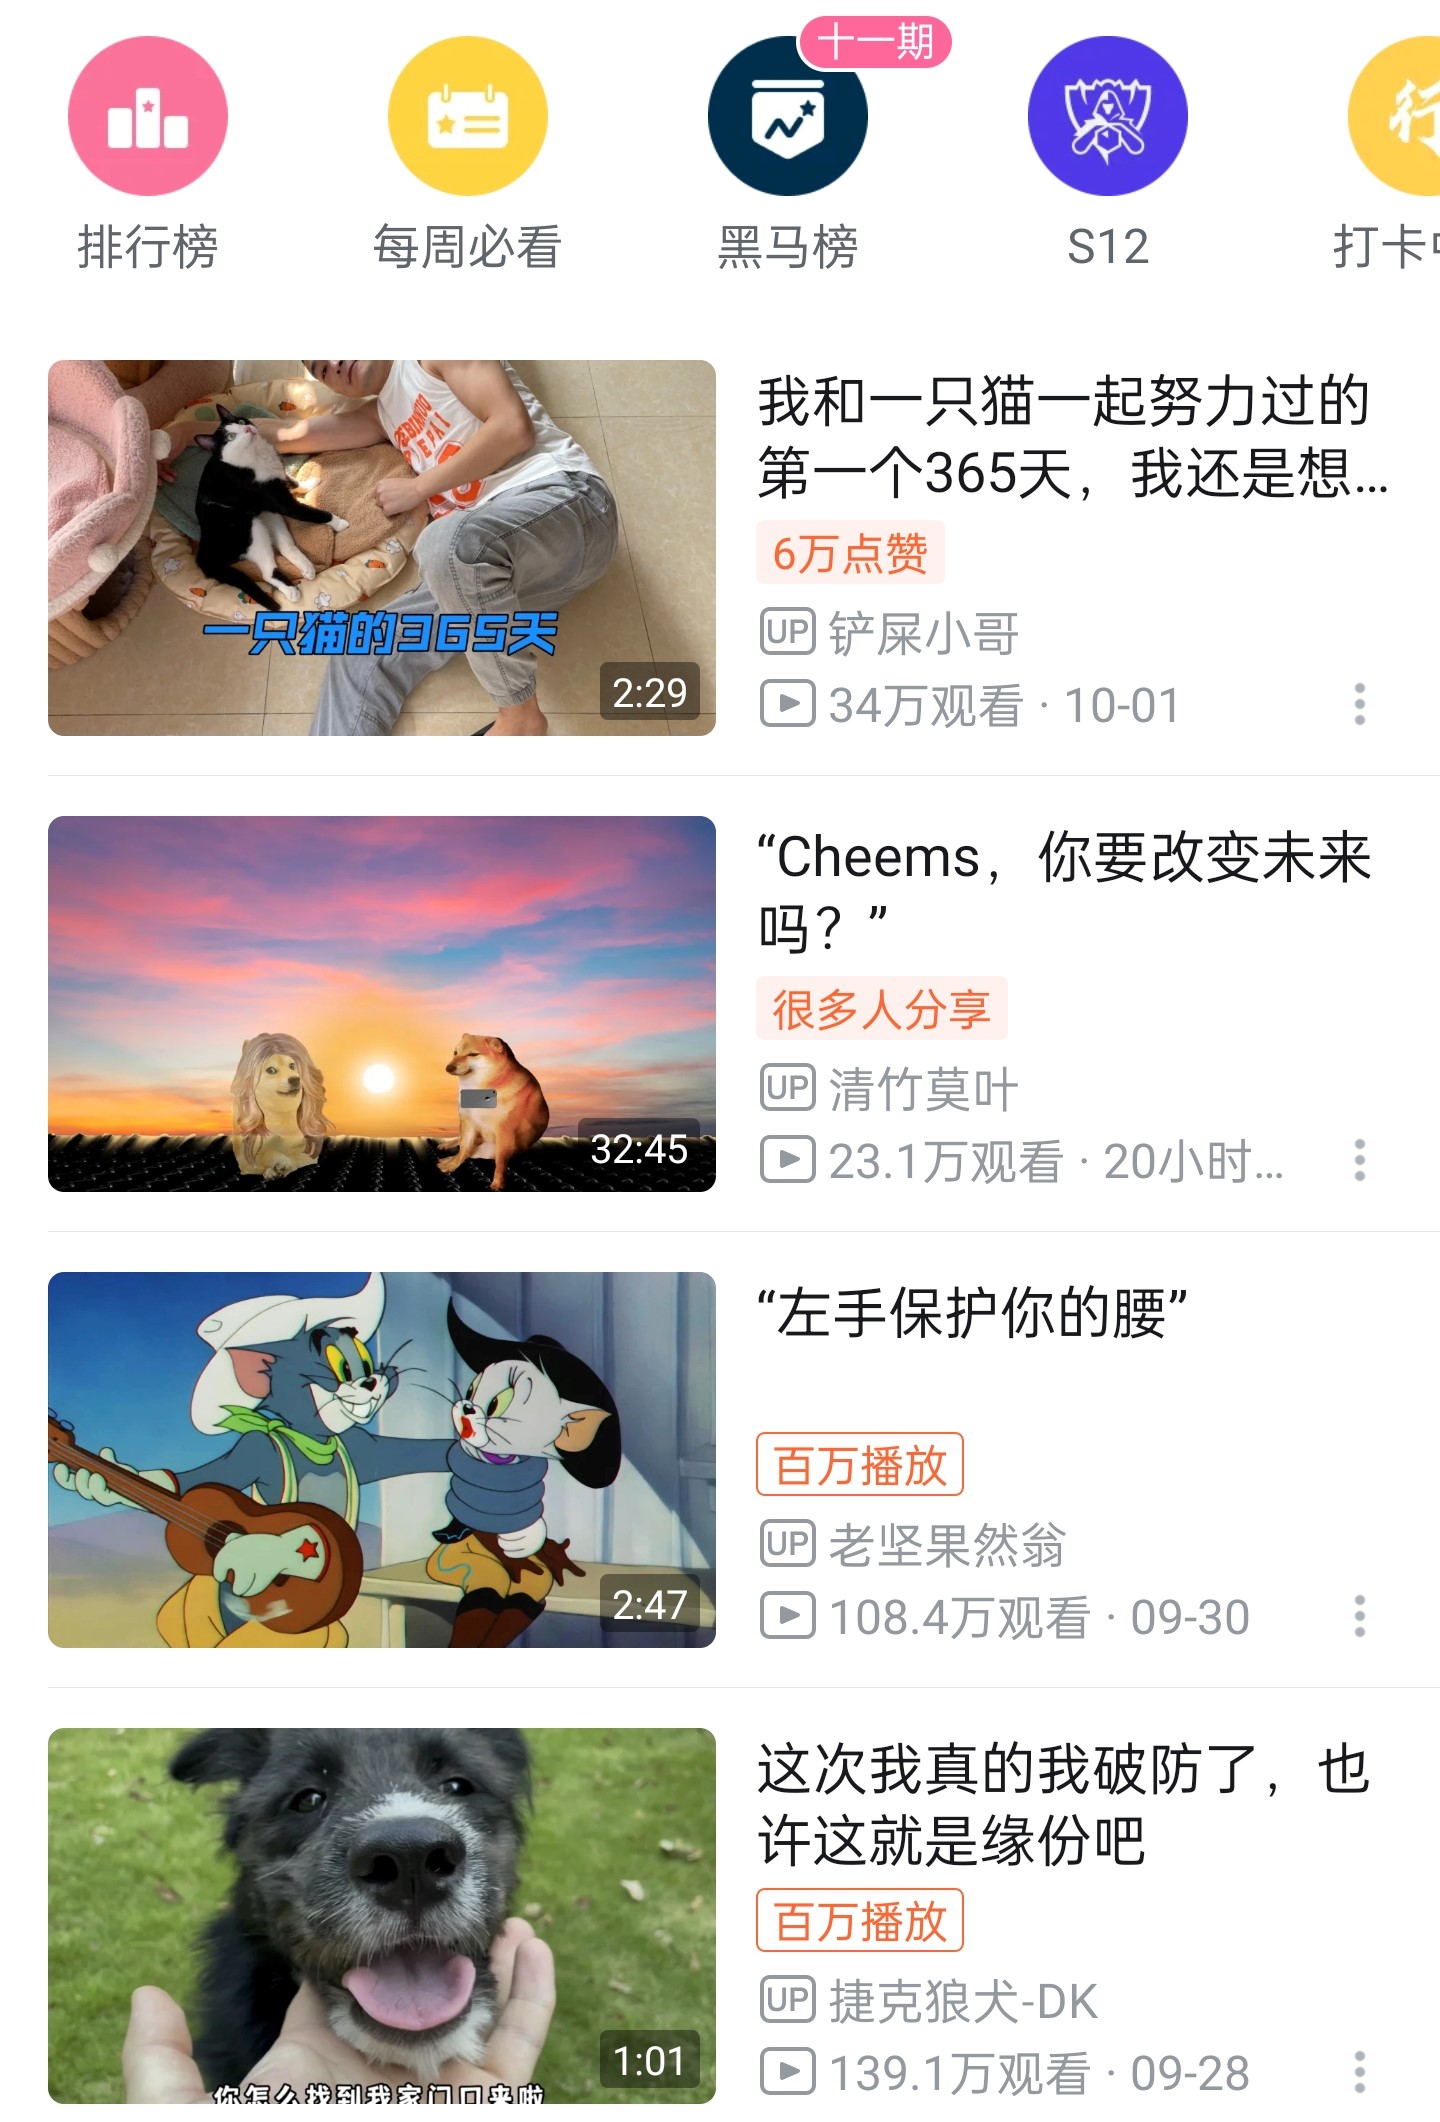 十一期
排行榜
每周必看
黑马榜
S12
打卡
我和一只猫一起努力过的
第一个365天，我还是想...
6万点赞
UP 铲屎小哥
34万观看 · 10-01
一只猫的365天
2:29
“Cheems，你要改变未来
吗？”
很多人分享
UP 清竹莫叶
23.1万观看 · 20小时...
32:45
“左手保护你的腰”
百万播放
UP 老坚果然翁
108.4万观看 · 09-30
2:47
这次我真的我破防了，也
许这就是缘份吧
百万播放
UP 捷克狼犬-DK
139.1万观看 · 09-28
1:01
你怎么找到我家门口来啦